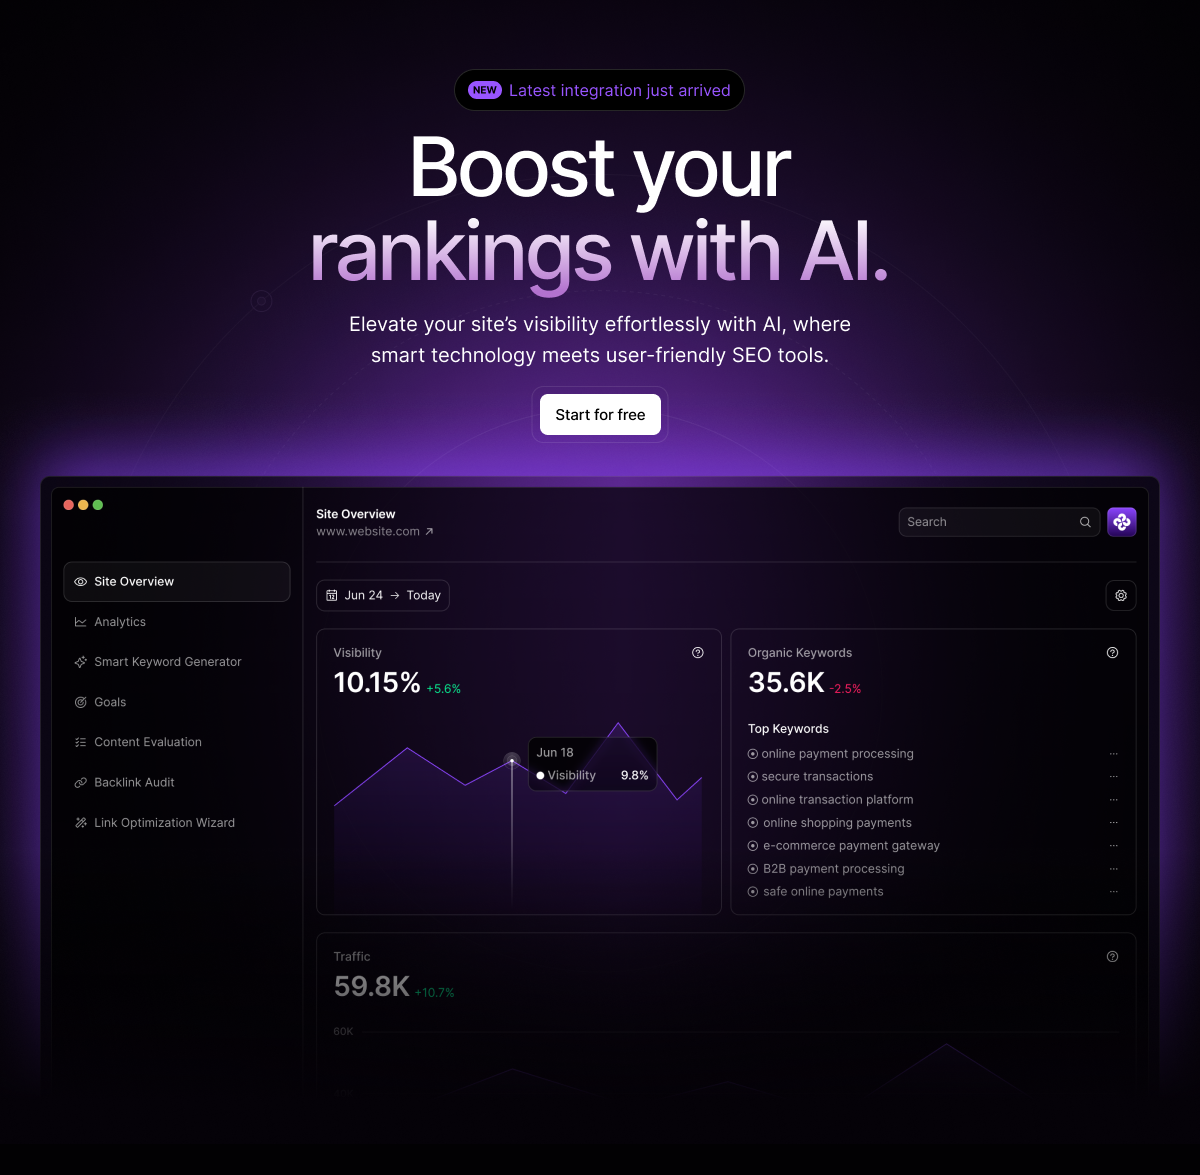 NEW Latest integration just arrived
Boost your
rankings with AI.
Elevate your site’s visibility effortlessly with AI, where
smart technology meets user-friendly SEO tools.
Start for free
Site Overview
www.website.com
Search
Site Overview
Analytics
Smart Keyword Generator
Goals
Content Evaluation
Backlink Audit
Link Optimization Wizard
12 Jun 24 → Today
Visibility
10.15% +5.6%
Jun 18
Visibility 9.8%
Organic Keywords
35.6K -2.5%
Top Keywords
online payment processing
secure transactions
online transaction platform
online shopping payments
e-commerce payment gateway
B2B payment processing
safe online payments
Traffic
59.8K +10.7%
60K